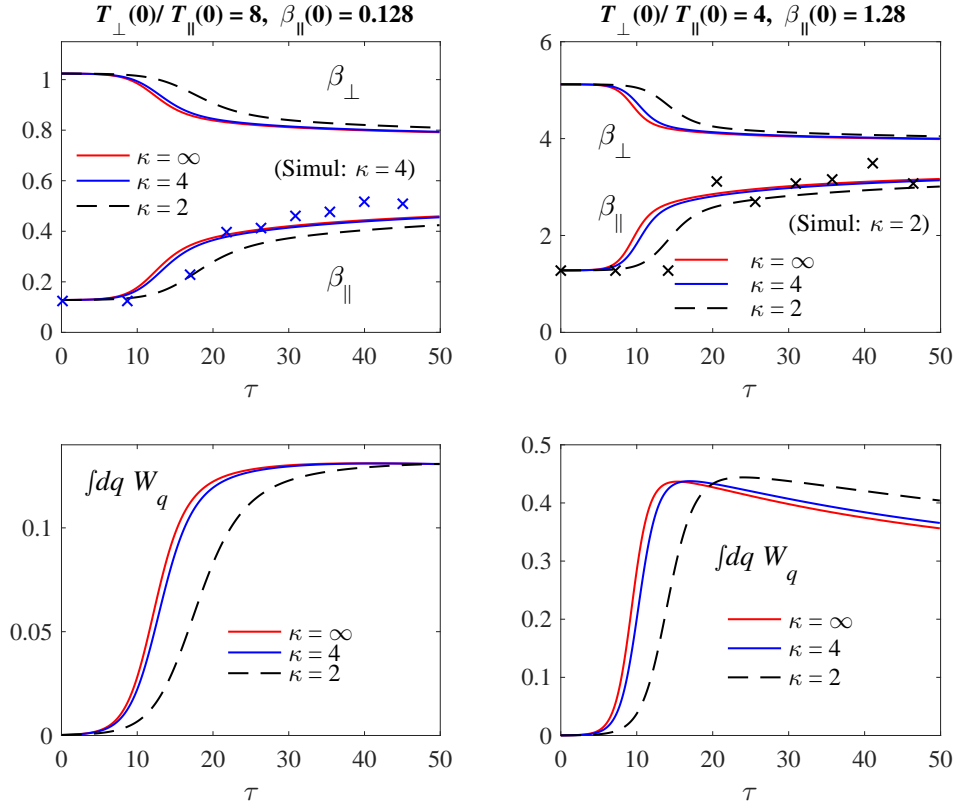 T⊥(0)/ T∥(0) = 8, β∥(0) = 0.128
1
0.8
0.6
0.4
0.2
0
β⊥
κ = ∞
κ = 4
κ = 2
(Simul: κ = 4)
β∥
0 10 20 30 40 50
τ
T⊥(0)/ T∥(0) = 4, β∥(0) = 1.28
6
4
2
0
β⊥
β∥
(Simul: κ = 2)
κ = ∞
κ = 4
κ = 2
0 10 20 30 40 50
τ
0.1
0.05
0
∫dq W_q
κ = ∞
κ = 4
κ = 2
0 10 20 30 40 50
τ
0.5
0.4
0.3
0.2
0.1
0
∫dq W_q
κ = ∞
κ = 4
κ = 2
0 10 20 30 40 50
τ